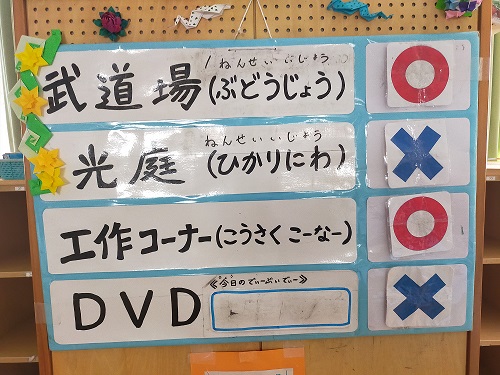 ねんせいいじょう
武道場(ぶどうじょう)
ねんせいいじょう
光庭(ひかりにわ)
工作コーナー(こうさくこーなー)
DVD
≪今日のでぃーぶいでぃー≫